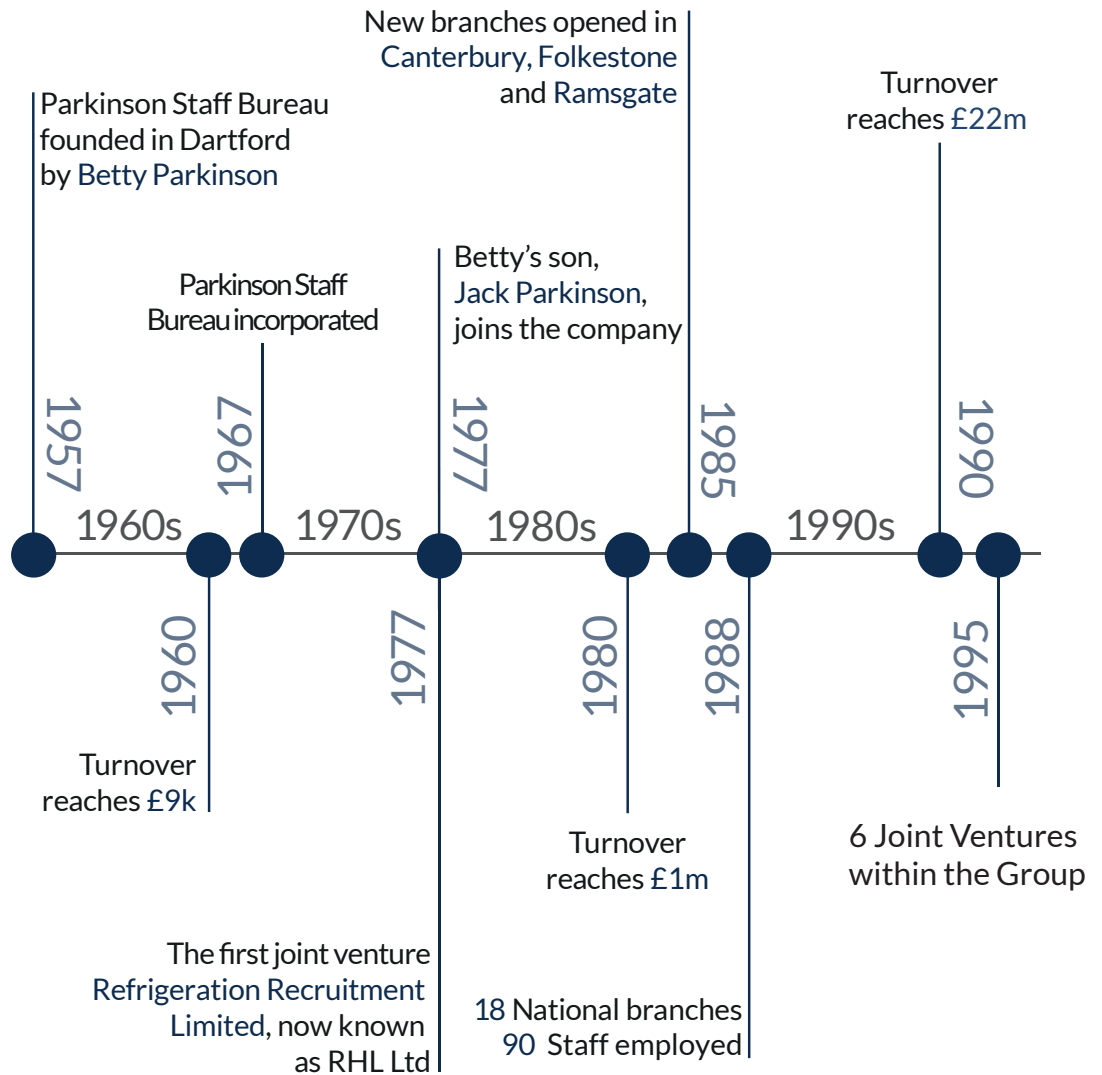 New branches opened in
Canterbury, Folkestone
and Ramsgate
Turnover
reaches £22m
Parkinson Staff Bureau
founded in Dartford
by Betty Parkinson
Betty’s son,
Jack Parkinson,
joins the company
Parkinson Staff
Bureau incorporated
1957
1967
1977
1985
1990
1960s
1970s
1980s
1990s
1960
1977
1980
1988
1995
Turnover
reaches £9k
Turnover
reaches £1m
6 Joint Ventures
within the Group
The first joint venture
Refrigeration Recruitment
Limited, now known
as RHL Ltd
18 National branches
90 Staff employed